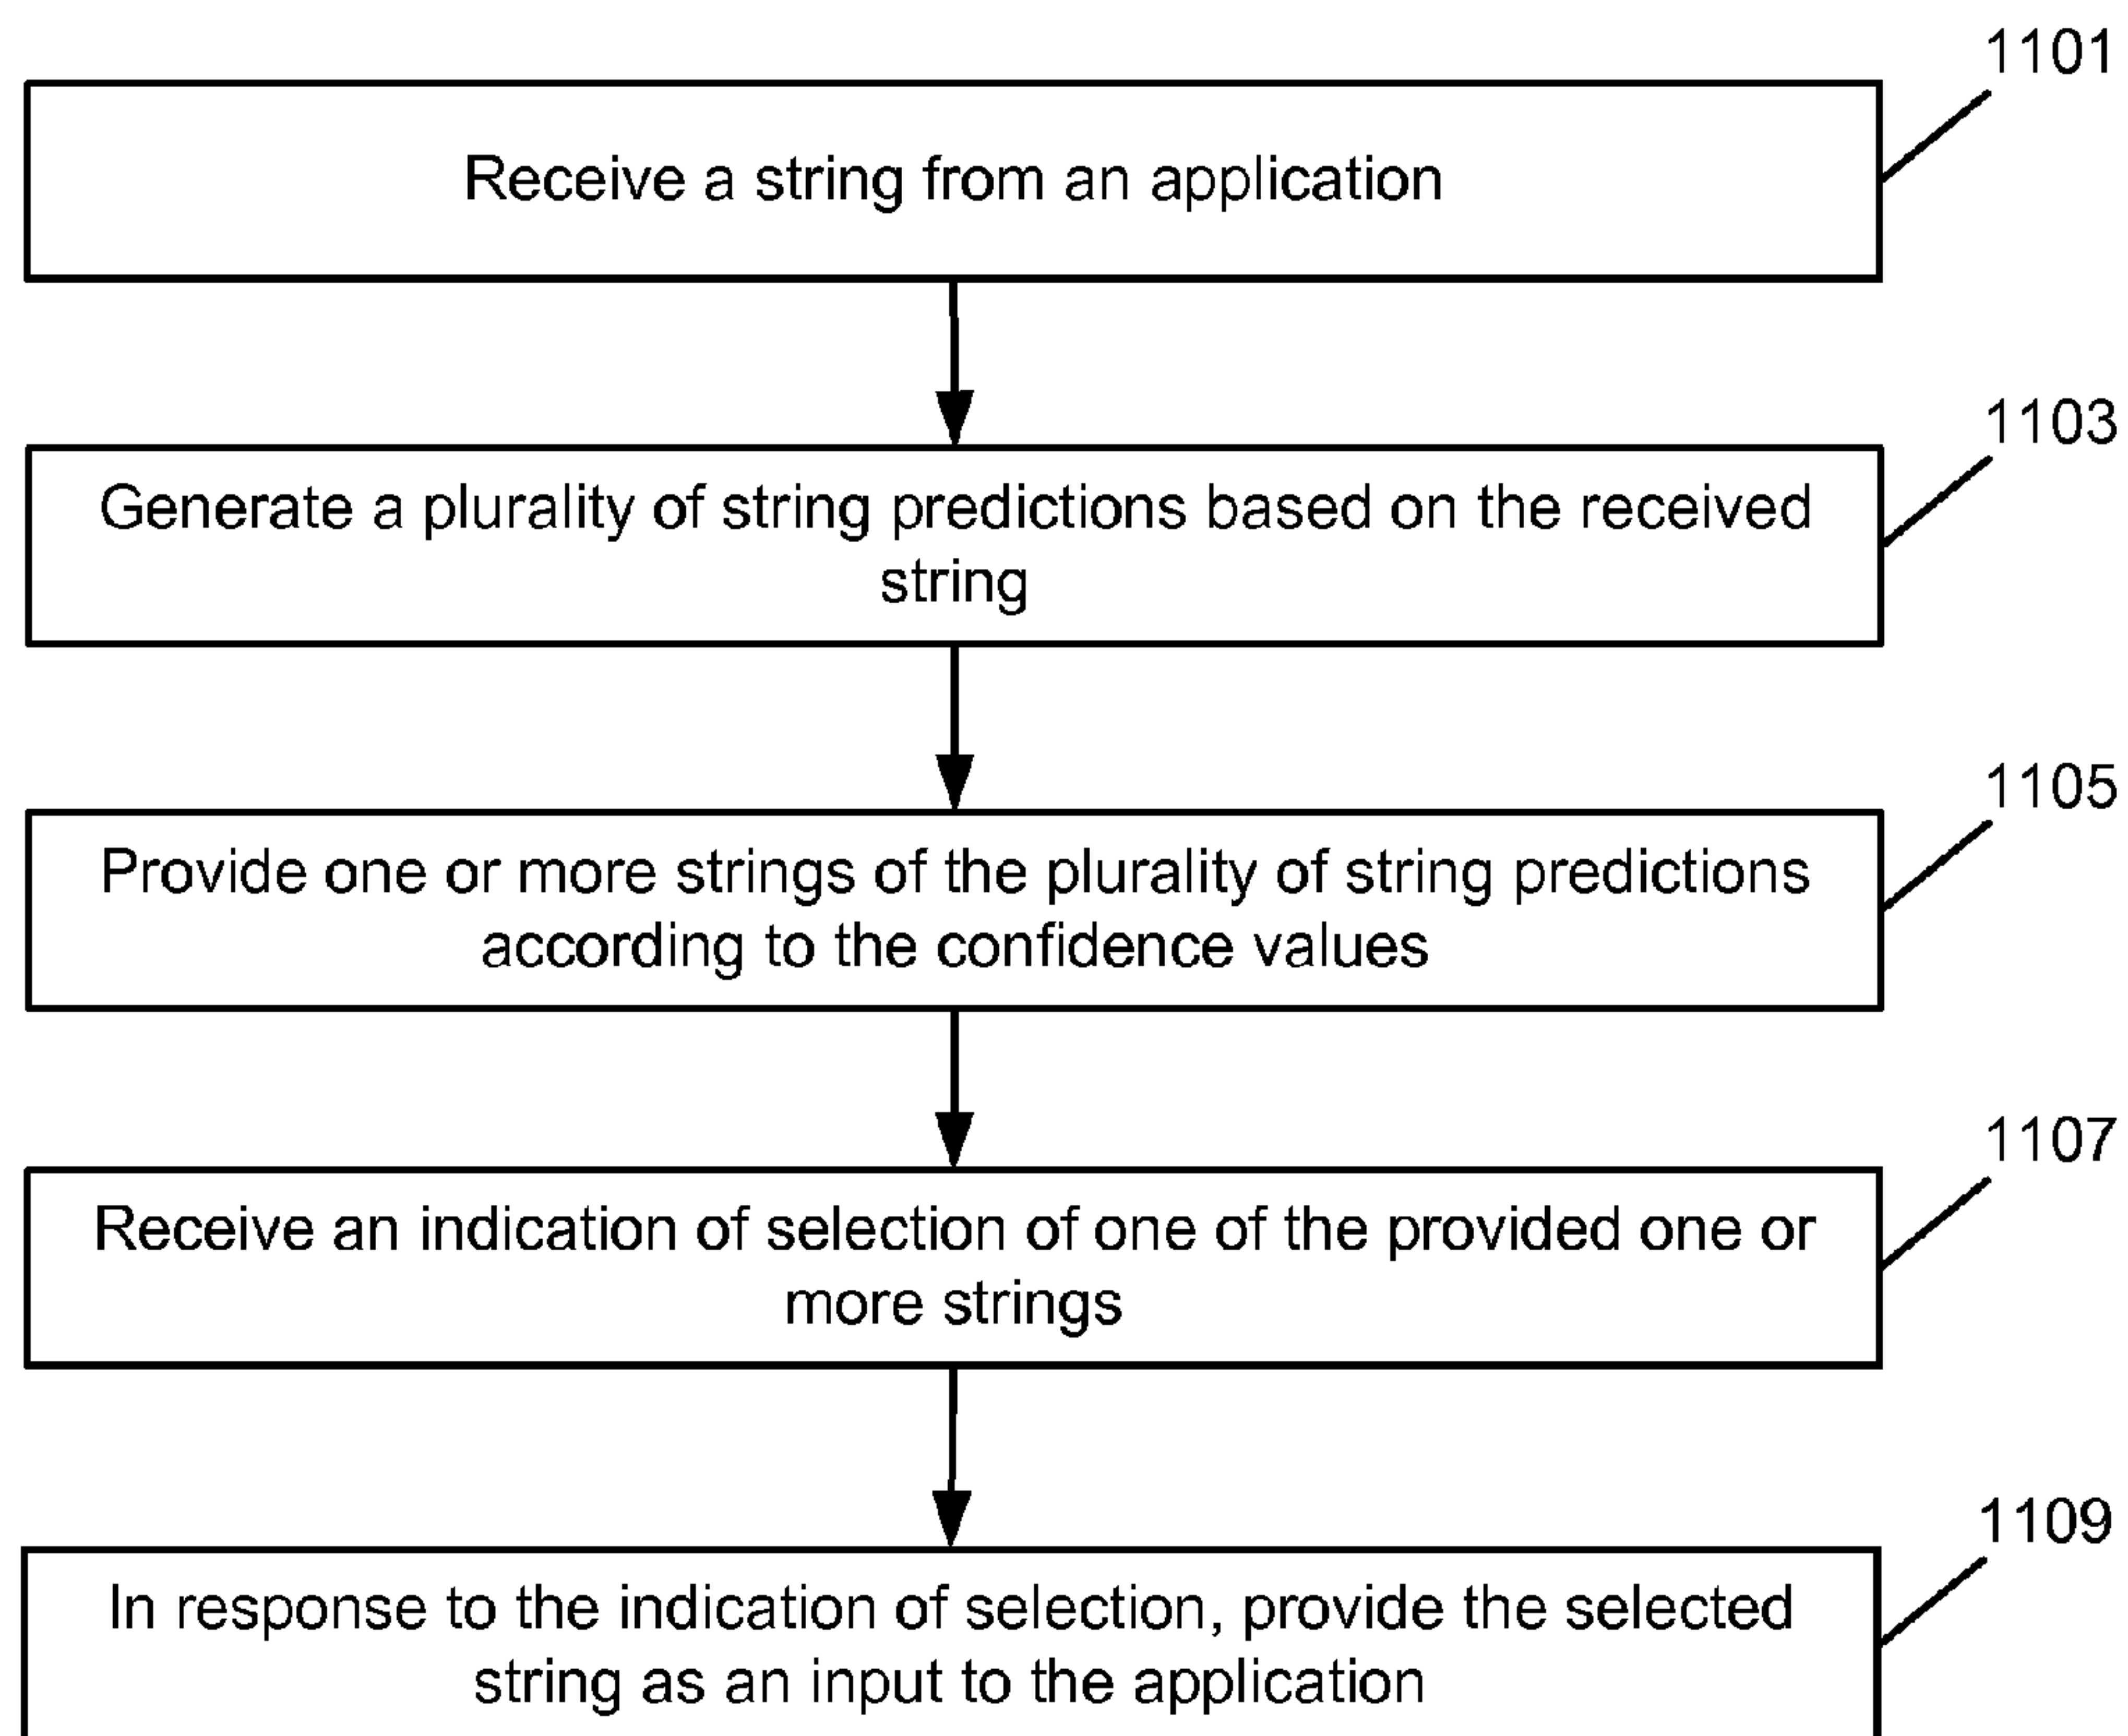 1101
Receive a string from an application
1103
Generate a plurality of string predictions based on the received
string
1105
Provide one or more strings of the plurality of string predictions
according to the confidence values
1107
Receive an indication of selection of one of the provided one or
more strings
1109
In response to the indication of selection, provide the selected
string as an input to the application